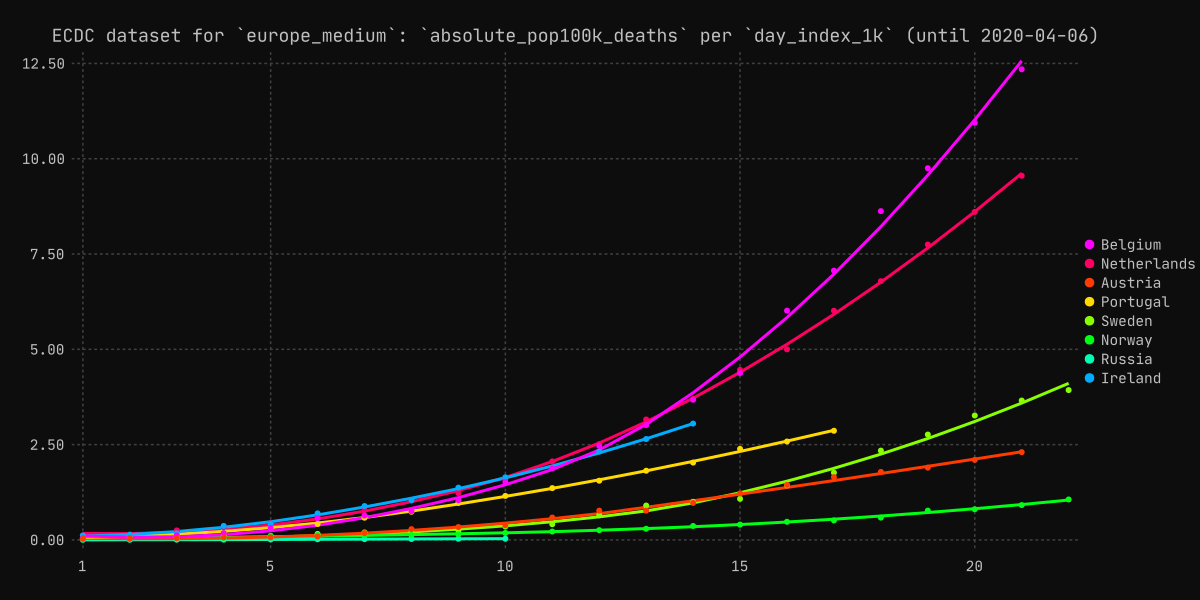 ECDC dataset for `europe_medium`: `absolute_pop100k_deaths` per `day_index_1k` (until 2020-04-06)
12.50
10.00
7.50
5.00
2.50
0.00
1 5 10 15 20
Belgium
Netherlands
Austria
Portugal
Sweden
Norway
Russia
Ireland